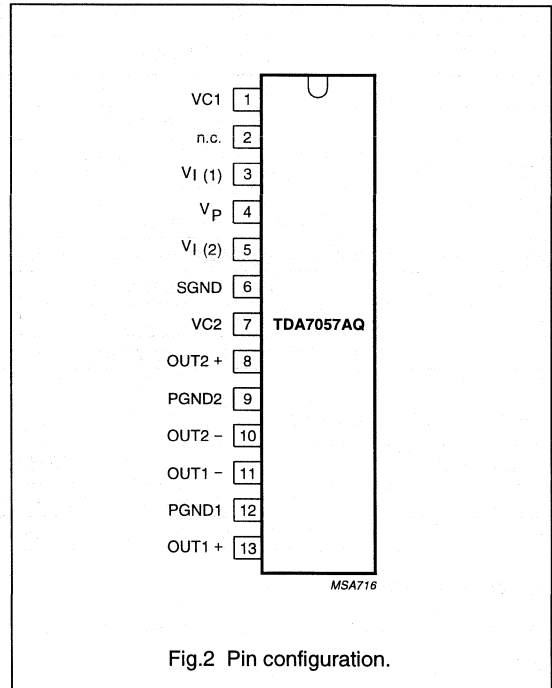 VC1 1
n.c. 2
VI (1) 3
VP 4
VI (2) 5
SGND 6
VC2 7 TDA7057AQ
OUT2 + 8
PGND2 9
OUT2 − 10
OUT1 − 11
PGND1 12
OUT1 + 13
MSA716
Fig.2 Pin configuration.